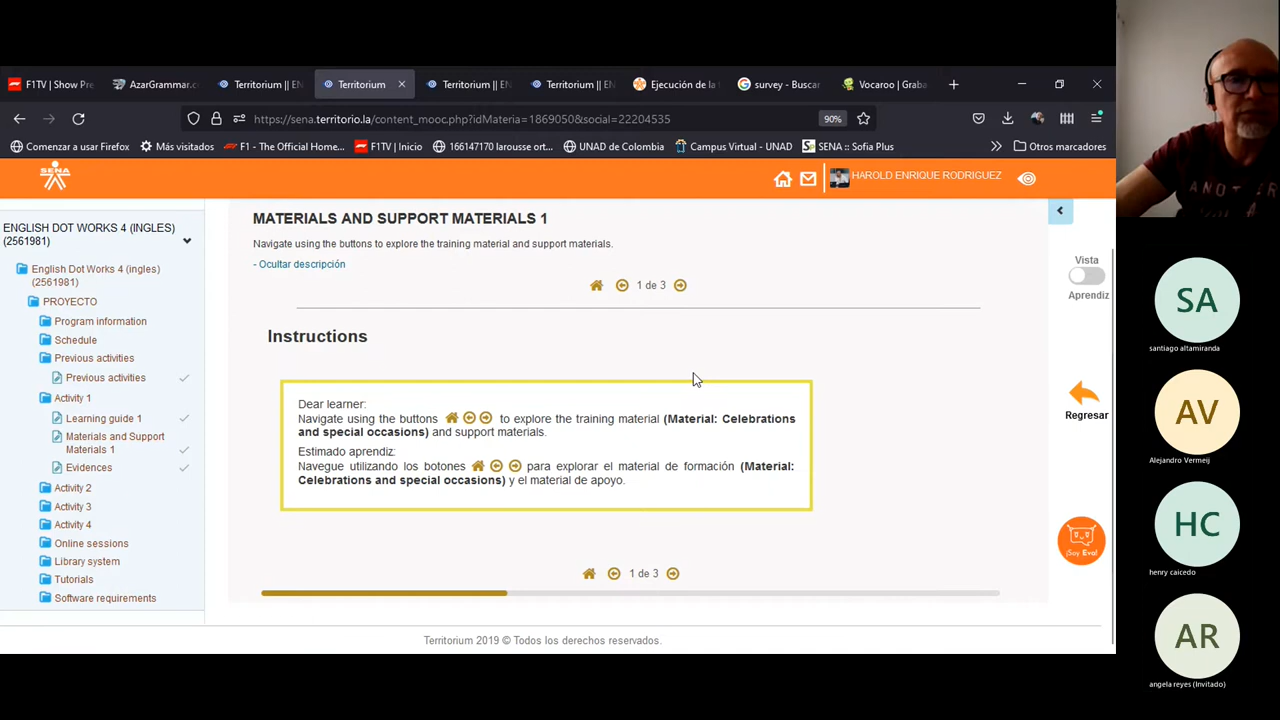 F1TV | Show Pre
AzarGrammar.c
Territorium || EN
Territorium
Territorium || EN
Territorium || EN
Ejecución de la f
survey - Buscar
Vocaroo | Graba
https://sena.territorio.la/content_mooc.php?idMateria=1869050&social=22204535
90%
Comenzar a usar Firefox
Más visitados
F1 - The Official Home...
F1TV | Inicio
166147170 larousse ort...
UNAD de Colombia
Campus Virtual - UNAD
SENA :: Sofia Plus
Otros marcadores
SENA
HAROLD ENRIQUE RODRIGUEZ
ENGLISH DOT WORKS 4 (INGLES)
(2561981)
English Dot Works 4 (ingles)
(2561981)
PROYECTO
Program information
Schedule
Previous activities
Previous activities
Activity 1
Learning guide 1
Materials and Support
Materials 1
Evidences
Activity 2
Activity 3
Activity 4
Online sessions
Library system
Tutorials
Software requirements
MATERIALS AND SUPPORT MATERIALS 1
Navigate using the buttons to explore the training material and support materials.
- Ocultar descripción
1 de 3
Instructions
Dear learner:
Navigate using the buttons to explore the training material (Material: Celebrations
and special occasions) and support materials.
Estimado aprendiz:
Navegue utilizando los botones para explorar el material de formación (Material:
Celebrations and special occasions) y el material de apoyo.
1 de 3
Territorium 2019 © Todos los derechos reservados.
Vista
Aprendiz
Regresar
¡Soy Eva!
SA
santiago altamiranda
AV
Alejandro Vermeij
HC
henry caicedo
AR
angela reyes (Invitado)